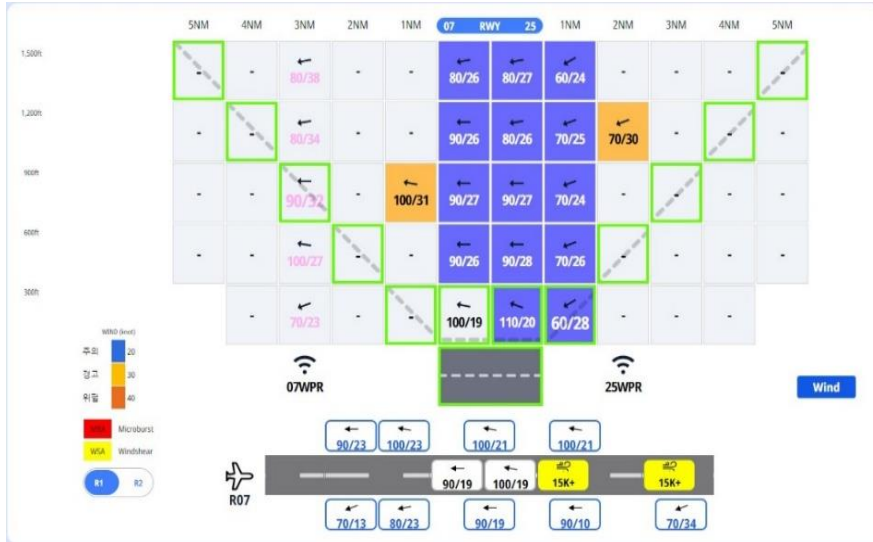 5NM 4NM 3NM 2NM 1NM 07 RWY 25 1NM 2NM 3NM 4NM 5NM
1,500ft - - 80/38 - - 80/26 80/27 60/24 - - - -
1,200ft - - 80/34 - - 90/26 80/26 70/25 70/30 - - -
900ft - - 90/32 - 100/31 90/27 90/27 70/24 - - - -
600ft - - 100/27 - - 90/26 90/28 70/26 - - - -
300ft - 70/23 - - 100/19 110/20 60/28 - - -
WIND (knot)
주의 20
경고 30
위험 40
07WPR 25WPR
Wind
MBA Microburst
WSA Windshear
R1 R2
90/23 100/23 100/21 100/21
R07
90/19 100/19 15K+ 15K+
70/13 80/23 90/19 90/10 70/34